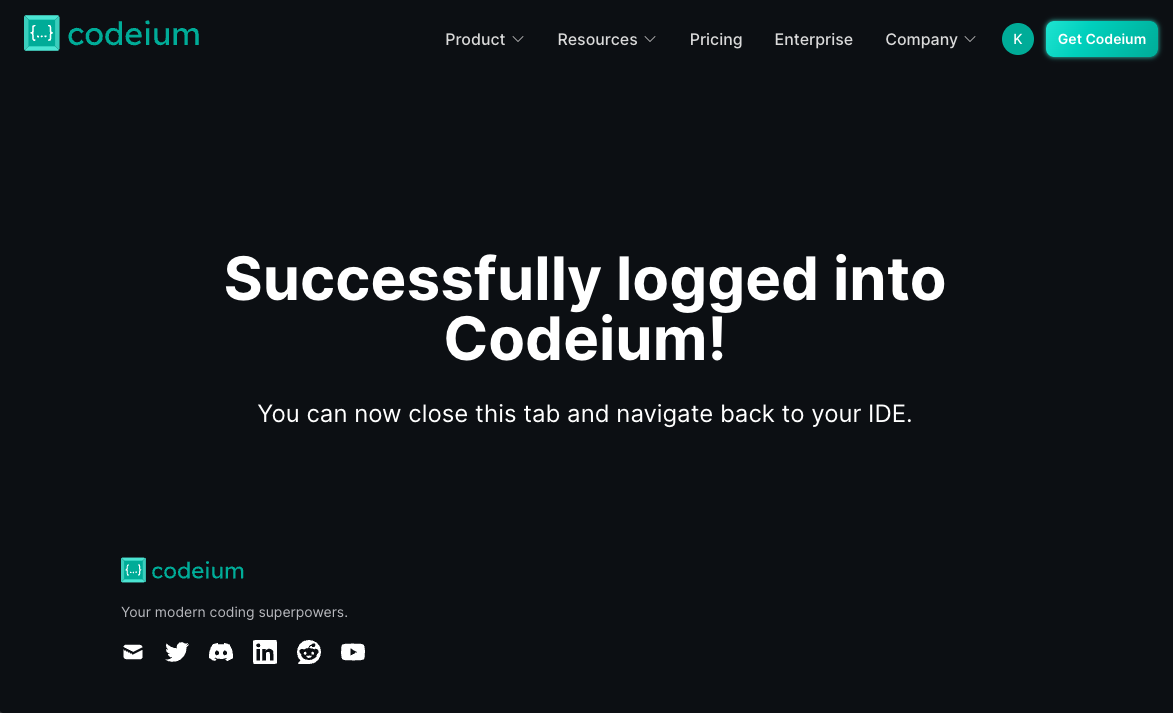 {...} codeium
Product
Resources
Pricing
Enterprise
Company
K
Get Codeium
Successfully logged into
Codeium!
You can now close this tab and navigate back to your IDE.
{...} codeium
Your modern coding superpowers.
in